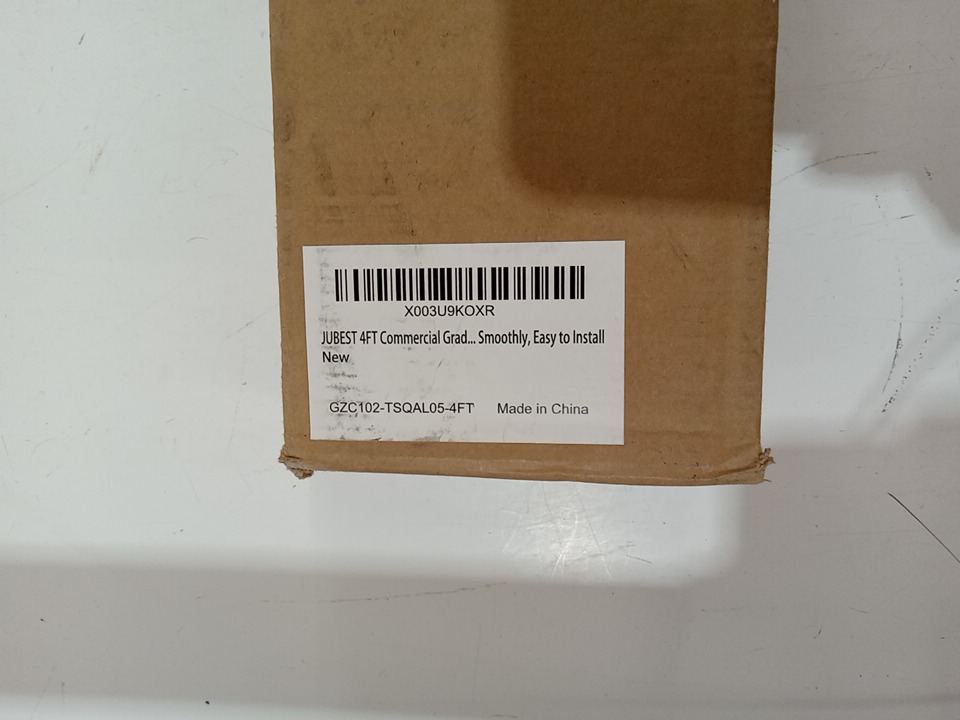 X003U9KOXR
JUBEST 4FT Commercial Grad... Smoothly, Easy to Install
New
GZC102-TSQAL05-4FT Made in China